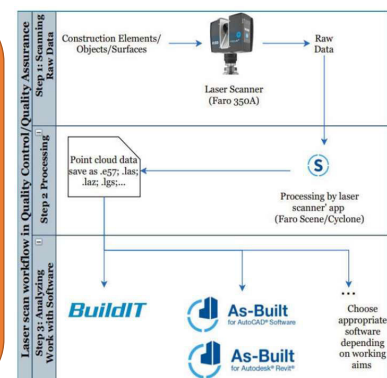 Laser scan workflow in Quality Control/Quality Assurance
Step 1: Scanning
Raw Data
Construction Elements/
Objects/Surfaces
Laser Scanner
(Faro 350A)
Raw
Data
Step 2 Processing
Point cloud data
save as .e57; .las;
.laz; .lgs;...
S
Processing by laser
scanner' app
(Faro Scene/Cyclone)
Step 3: Analyzing
Work with Software
BuildIT
As-Built
for AutoCAD® Software
As-Built
for Autodesk® Revit®
...
Choose
appropriate
software
depending
on working
aims